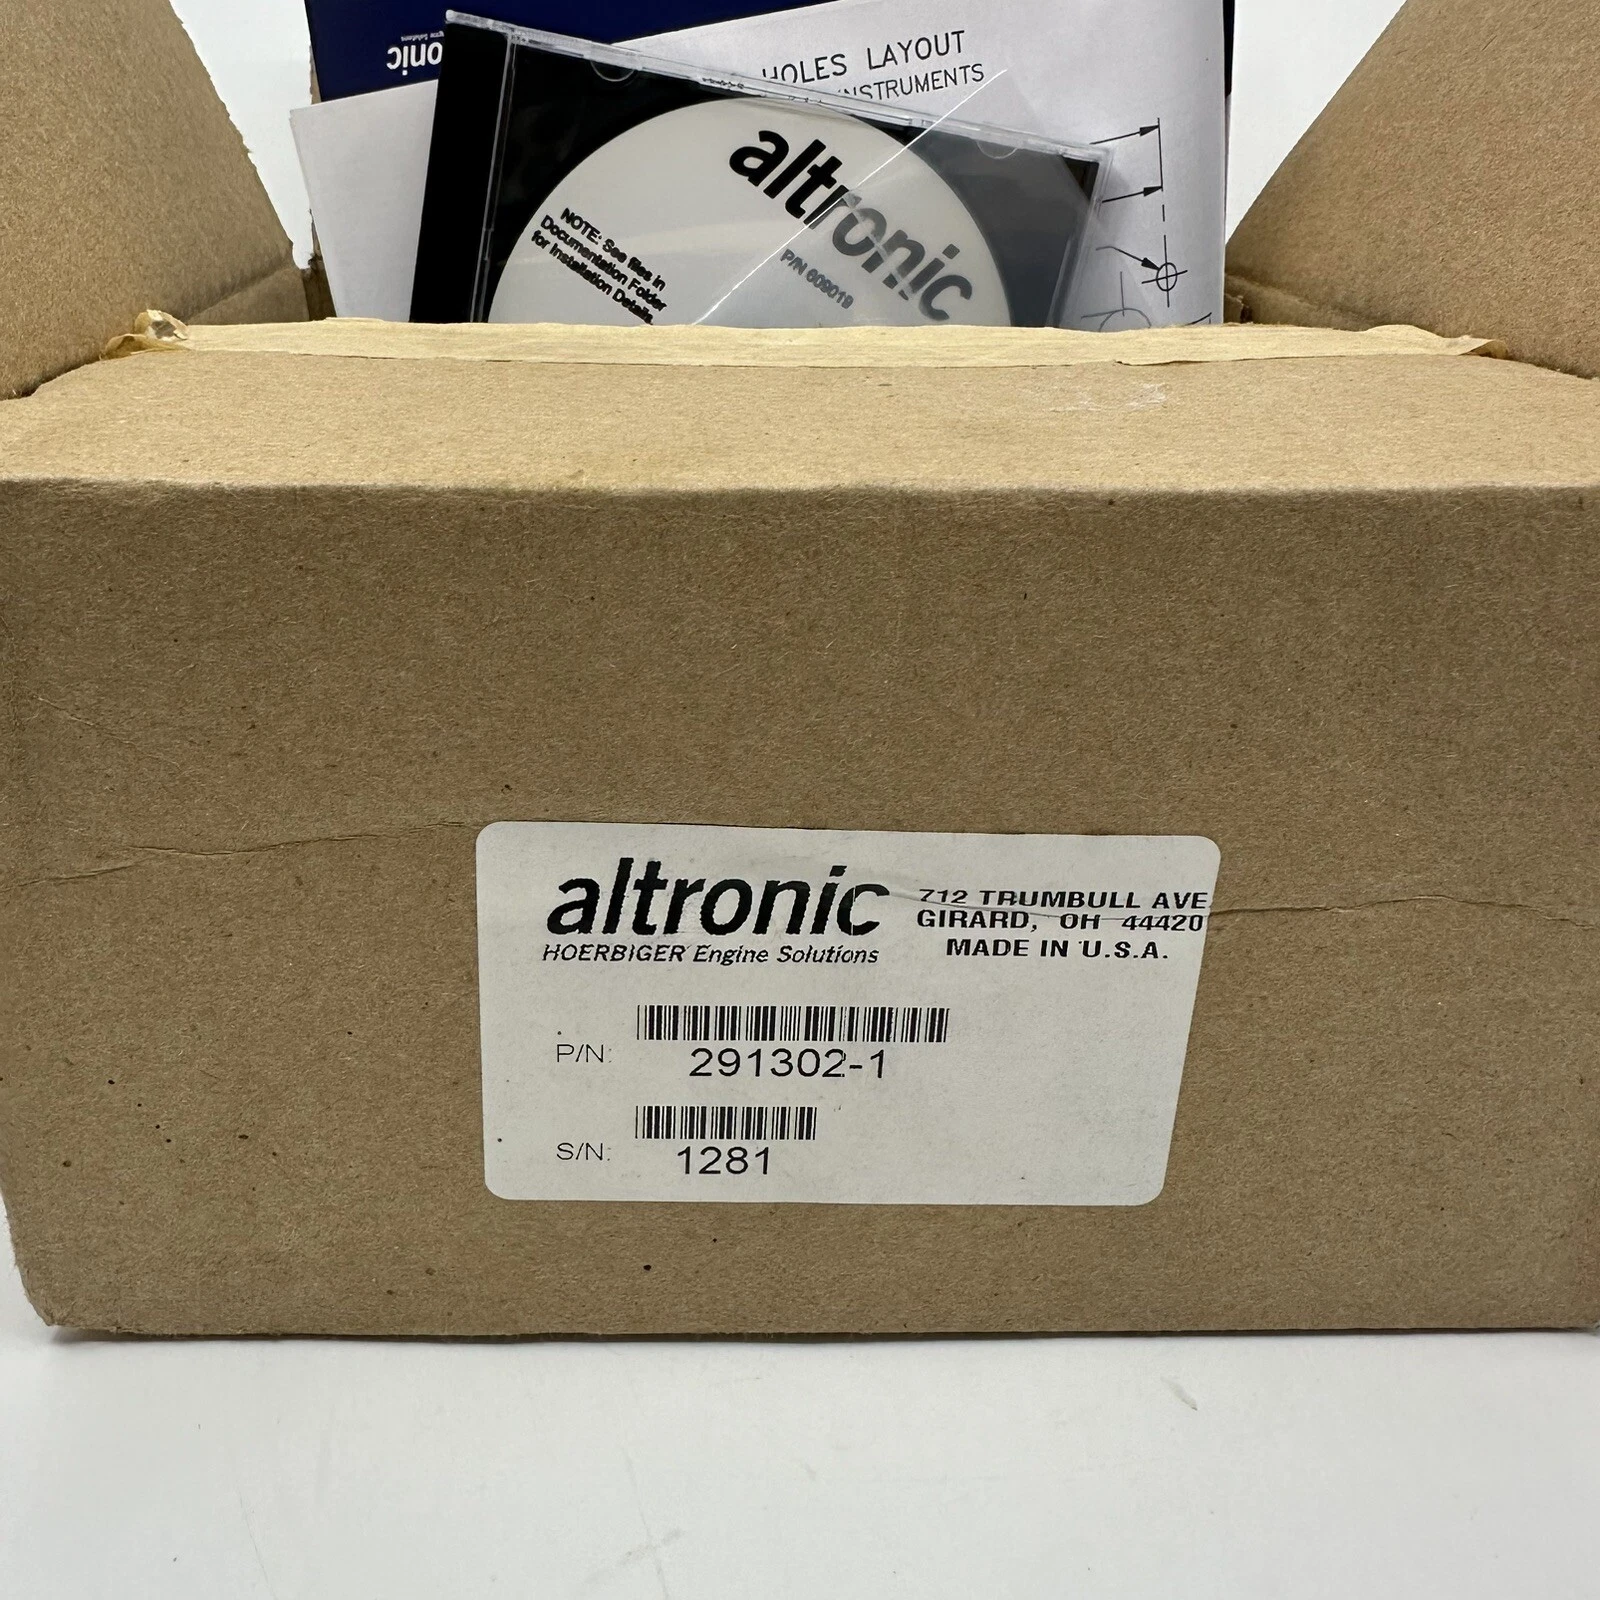 onic
HOLES LAYOUT
INSTRUMENTS
altronic
P/N 609019
NOTE: See files in
Documentation Folder
for Installation Details.
altronic
HOERBIGER Engine Solutions
712 TRUMBULL AVE
GIRARD, OH 44420
MADE IN U.S.A.
P/N:
291302-1
S/N:
1281